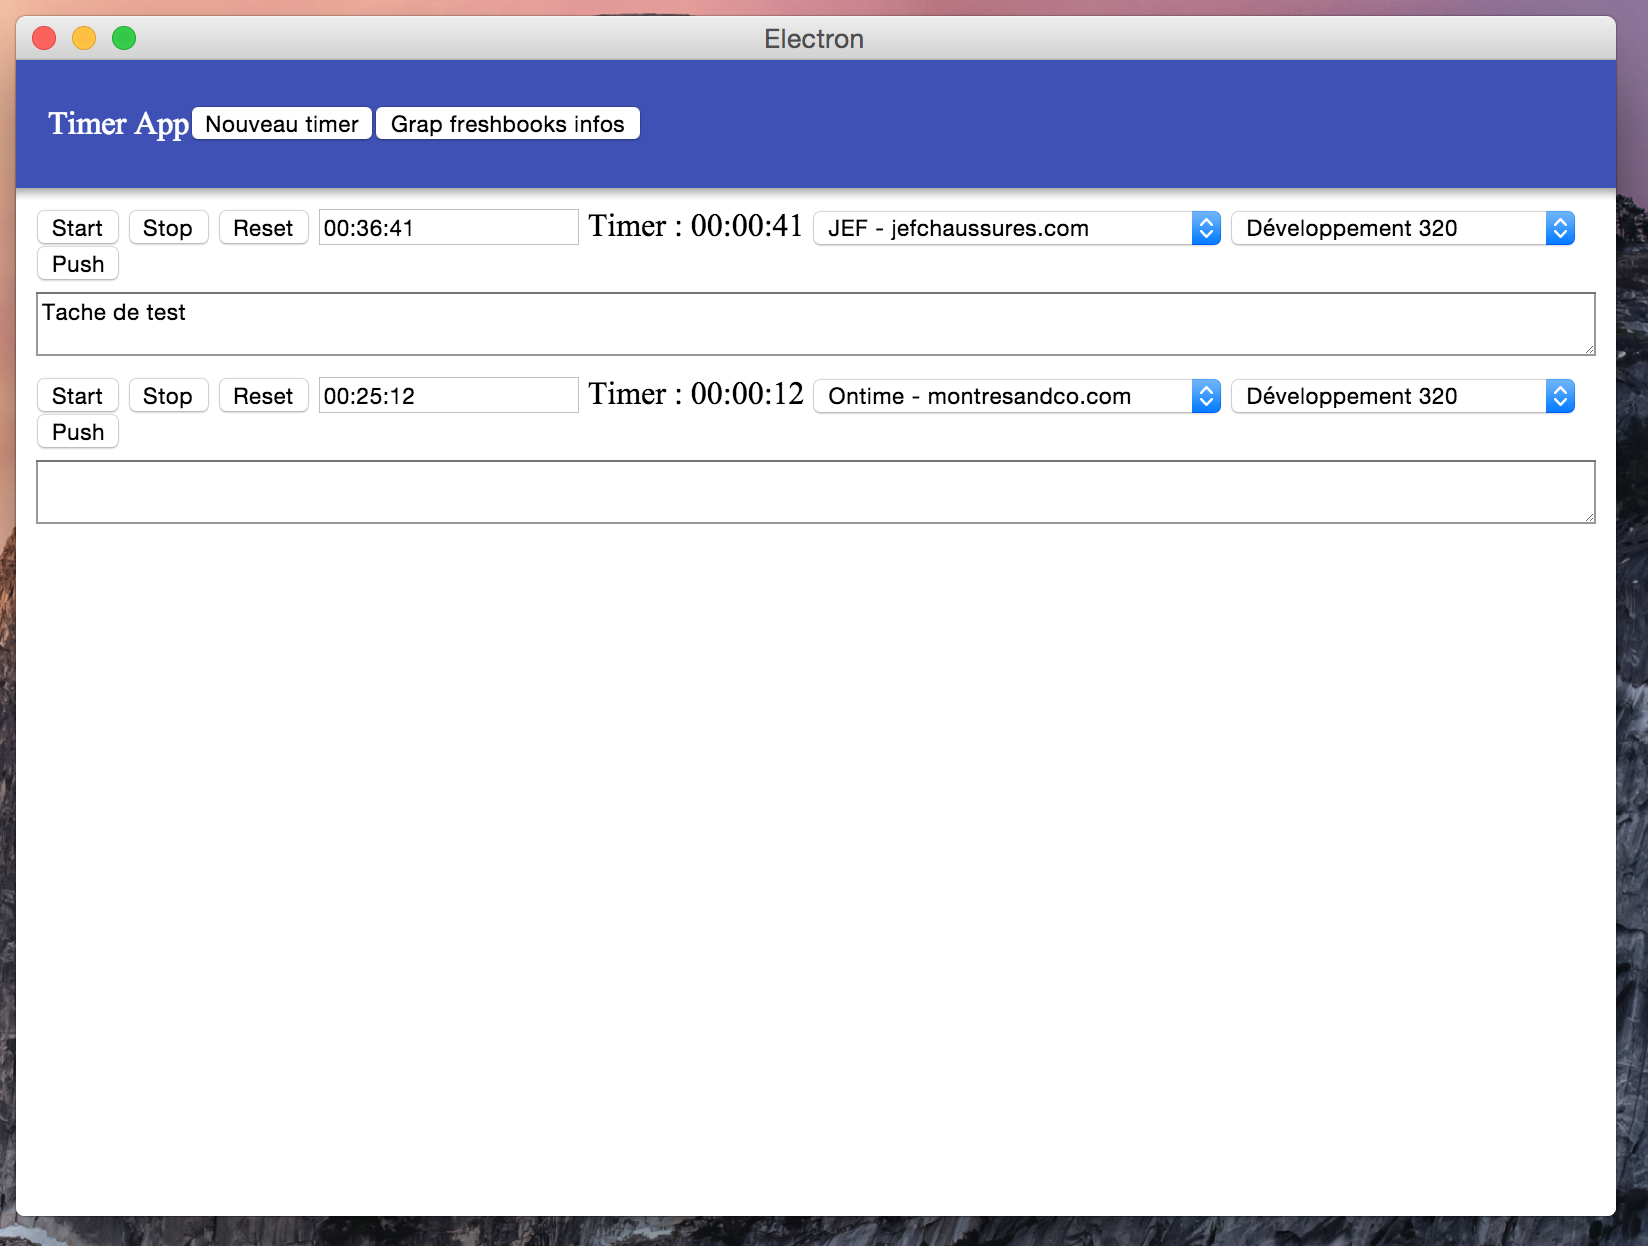 Electron
Timer App Nouveau timer Grap freshbooks infos
Start Stop Reset 00:36:41 Timer : 00:00:41 JEF - jefchaussures.com Développement 320
Push
Tache de test
Start Stop Reset 00:25:12 Timer : 00:00:12 Ontime - montresandco.com Développement 320
Push